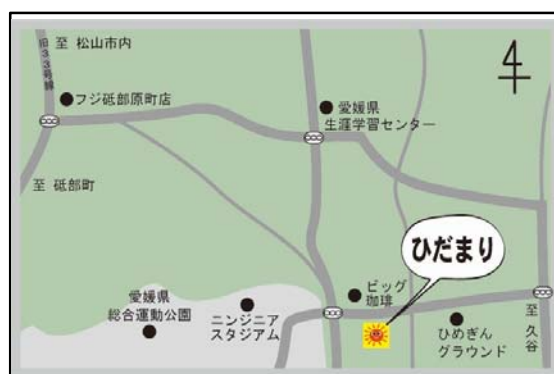 至 松山市内
旧33号線
フジ砥部原町店
愛媛県
生涯学習センター
至 砥部町
ひだまり
ビッグ
珈琲
愛媛県
総合運動公園
ニンジニア
スタジアム
ひめぎん
グラウンド
至 久谷